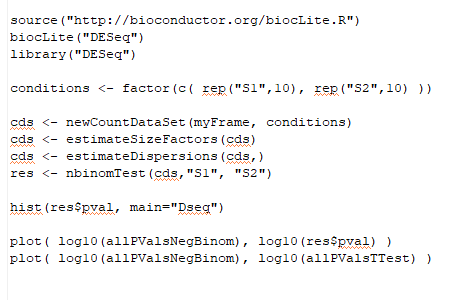 source("http://bioconductor.org/biocLite.R")
biocLite("DESeq")
library("DESeq")
conditions <- factor(c( rep("S1",10), rep("S2",10) ))
cds <- newCountDataSet(myFrame, conditions)
cds <- estimateSizeFactors(cds)
cds <- estimateDispersions(cds,)
res <- nbinomTest(cds,"S1", "S2")
hist(res$pval, main="Dseq")
plot( log10(allPValsNegBinom), log10(res$pval) )
plot( log10(allPValsNegBinom), log10(allPValsTTest) )